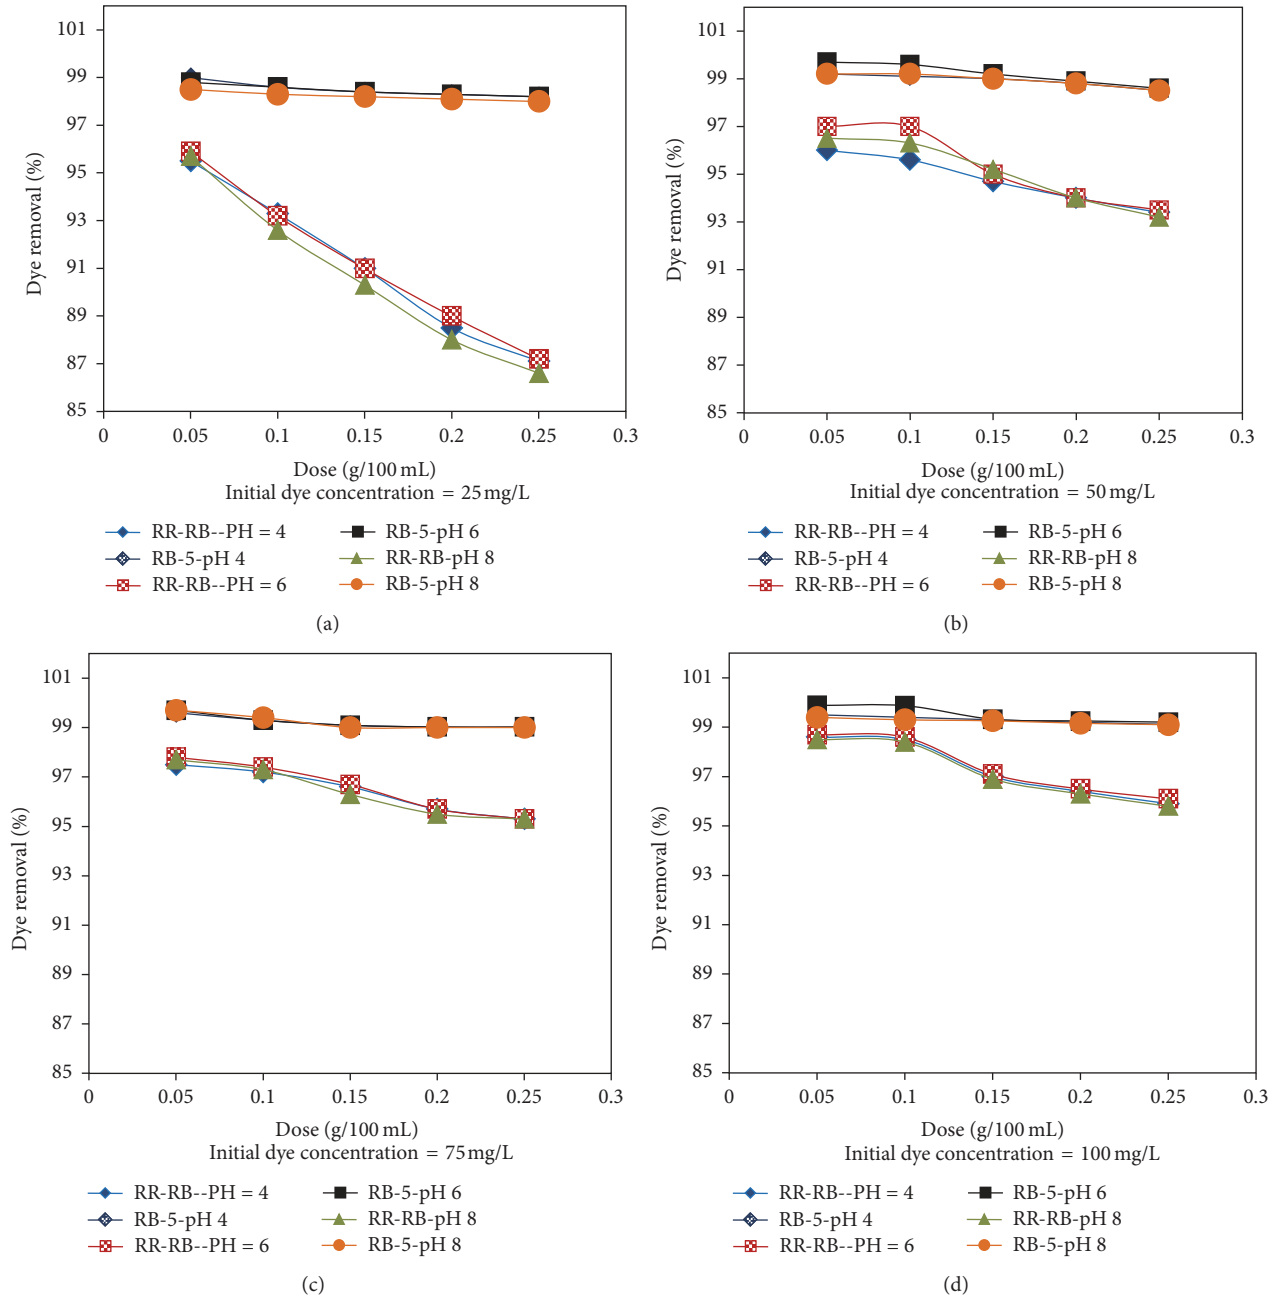 101
99
97
95
93
91
89
87
85
Dye removal (%)
0 0.05 0.1 0.15 0.2 0.25 0.3
Dose (g/100 mL)
Initial dye concentration = 25 mg/L
RR-RB--PH = 4 RB-5-pH 6
RB-5-pH 4 RR-RB-pH 8
RR-RB--PH = 6 RB-5-pH 8
(a)
101
99
97
95
93
91
89
87
85
Dye removal (%)
0 0.05 0.1 0.15 0.2 0.25 0.3
Dose (g/100 mL)
Initial dye concentration = 50 mg/L
RR-RB--PH = 4 RB-5-pH 6
RB-5-pH 4 RR-RB-pH 8
RR-RB--PH = 6 RB-5-pH 8
(b)
101
99
97
95
93
91
89
87
85
Dye removal (%)
0 0.05 0.1 0.15 0.2 0.25 0.3
Dose (g/100 mL)
Initial dye concentration = 75 mg/L
RR-RB--PH = 4 RB-5-pH 6
RB-5-pH 4 RR-RB-pH 8
RR-RB--PH = 6 RB-5-pH 8
(c)
101
99
97
95
93
91
89
87
85
Dye removal (%)
0 0.05 0.1 0.15 0.2 0.25 0.3
Dose (g/100 mL)
Initial dye concentration = 100 mg/L
RR-RB--PH = 4 RB-5-pH 6
RB-5-pH 4 RR-RB-pH 8
RR-RB--PH = 6 RB-5-pH 8
(d)